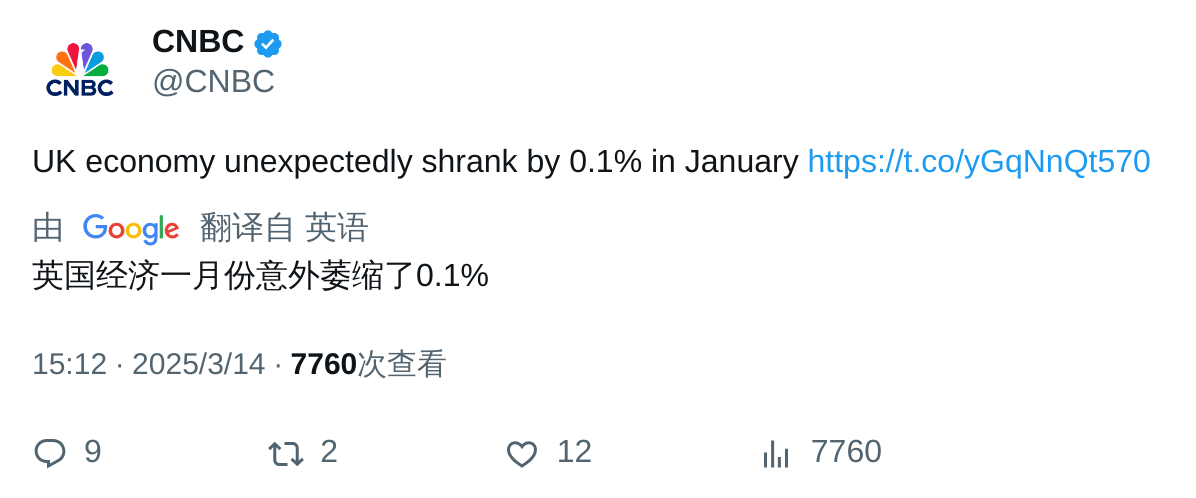 CNBC
CNBC
@CNBC
UK economy unexpectedly shrank by 0.1% in January https://t.co/yGqNnQt570
由 Google 翻译自 英语
英国经济一月份意外萎缩了0.1%
15:12 · 2025/3/14 · 7760次查看
9 2 12 7760